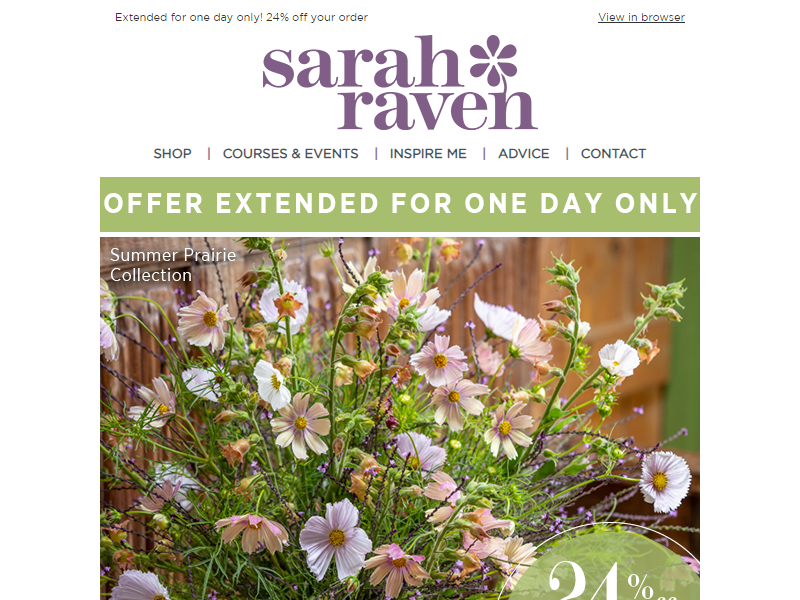 Extended for one day only! 24% off your order
View in browser
sarah
raven
SHOP | COURSES & EVENTS | INSPIRE ME | ADVICE | CONTACT
OFFER EXTENDED FOR ONE DAY ONLY
Summer Prairie
Collection
24%